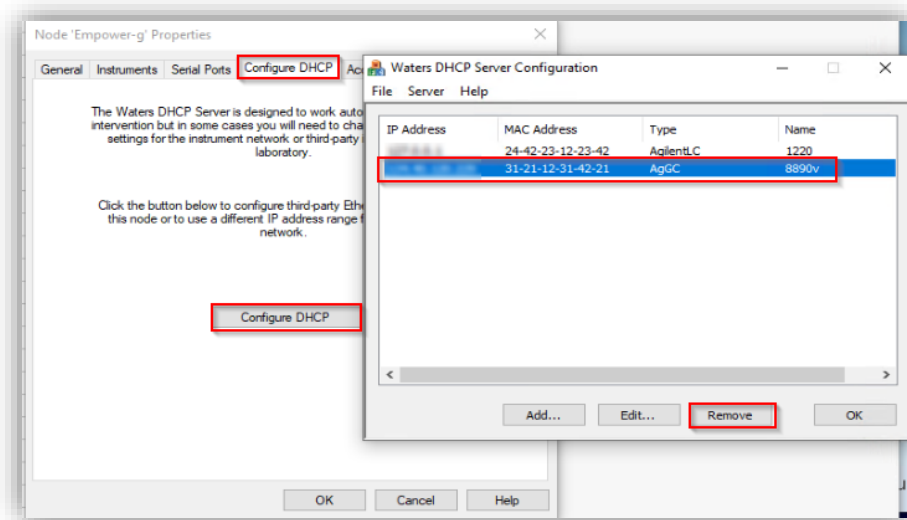 Node 'Empower-g' Properties
General Instruments Serial Ports Configure DHCP
The Waters DHCP Server is designed to work auto
intervention but in some cases you will need to cha
settings for the instrument network or third-party
laboratory.
Click the button below to configure third-party Eth
this node or to use a different IP address range f
network.
Configure DHCP
OK Cancel Help
Waters DHCP Server Configuration
File Server Help
IP Address MAC Address Type Name
24-42-23-12-23-42 AgilentLC 1220
31-21-12-31-42-21 AgGC 8890v
Add... Edit... Remove OK